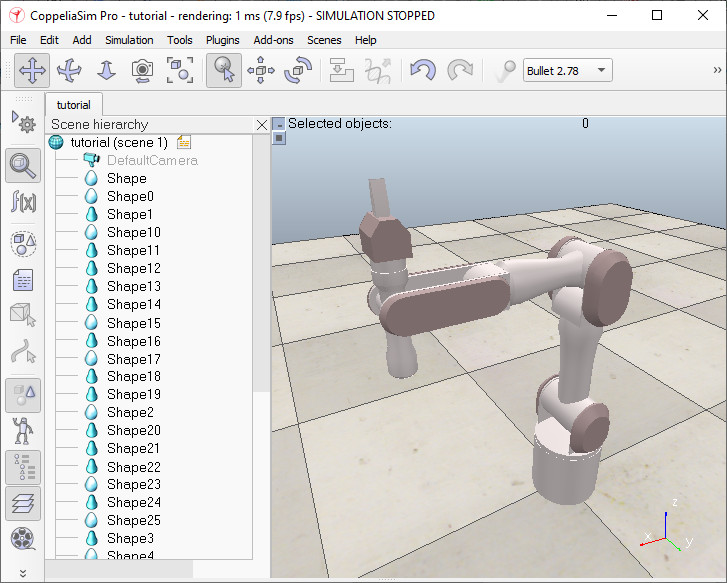 CoppeliaSim Pro - tutorial - rendering: 1 ms (7.9 fps) - SIMULATION STOPPED
File Edit Add Simulation Tools Plugins Add-ons Scenes Help
Bullet 2.78
tutorial
Scene hierarchy
Selected objects: 0
tutorial (scene 1)
DefaultCamera
Shape
Shape0
Shape1
Shape10
Shape11
Shape12
Shape13
Shape14
Shape15
Shape16
Shape17
Shape18
Shape19
Shape2
Shape20
Shape21
Shape22
Shape23
Shape24
Shape25
Shape3
Shape4
f(x)
z
x
y